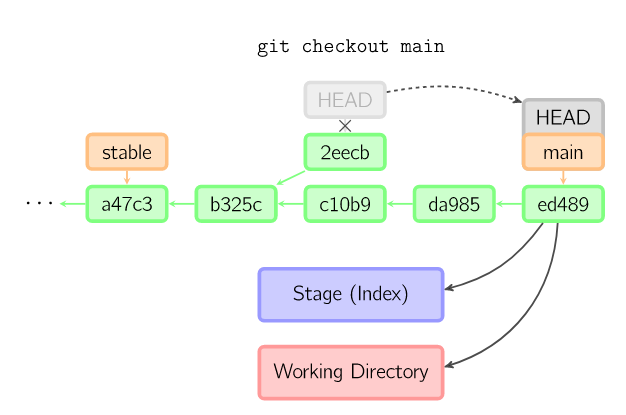 git checkout main
HEAD
HEAD
stable
2eecb
main
··· a47c3 b325c c10b9 da985 ed489
Stage (Index)
Working Directory